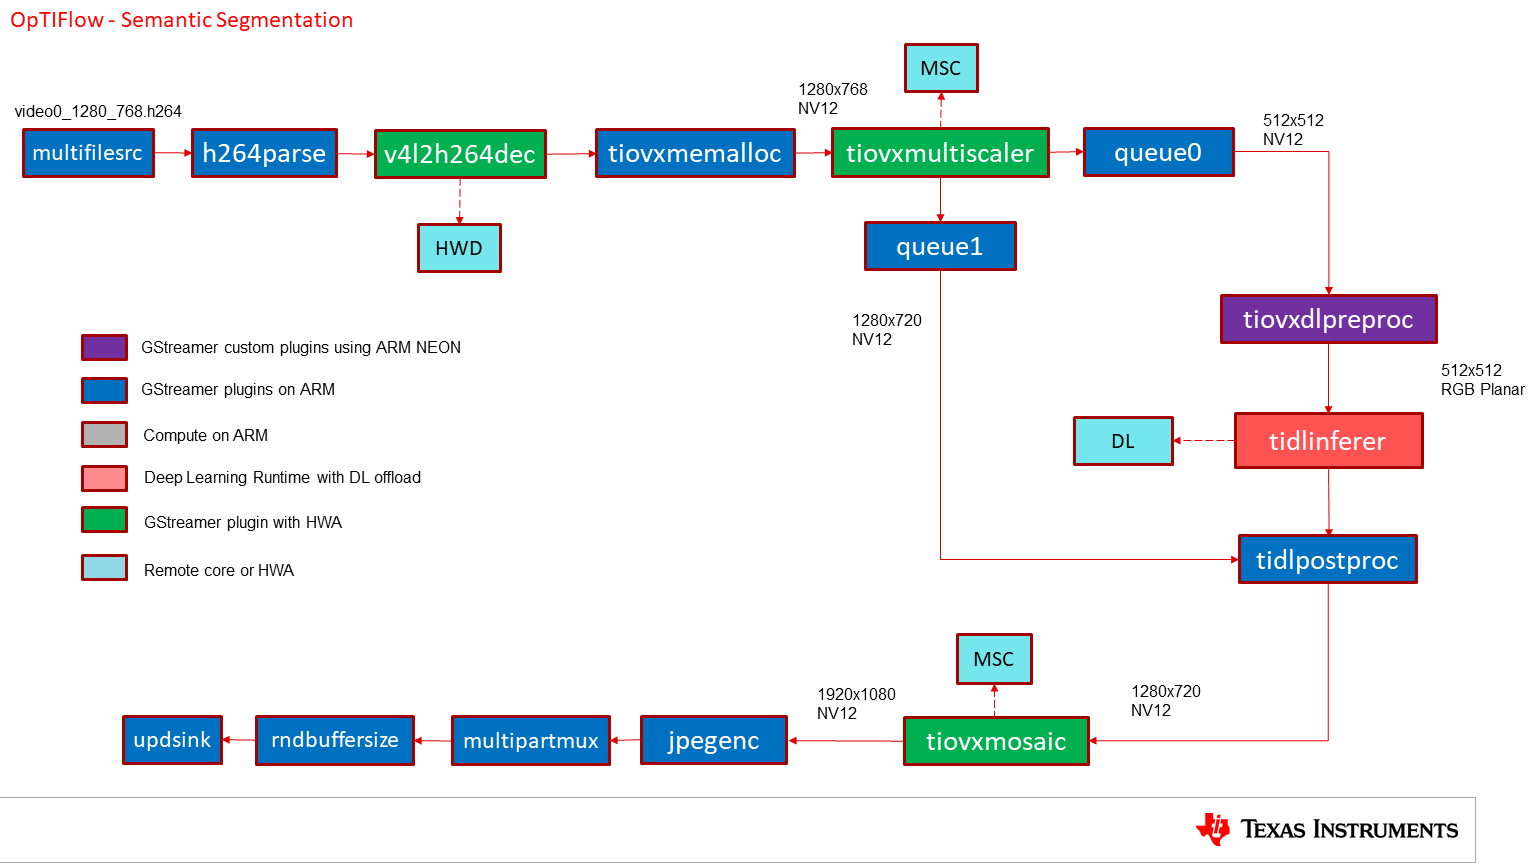 OpTIFlow - Semantic Segmentation
video0_1280_768.h264
multifilesrc
h264parse
v4l2h264dec
HWD
tiovxmemalloc
1280x768
NV12
MSC
tiovxmultiscaler
queue0
512x512
NV12
queue1
1280x720
NV12
tiovxdlpreproc
512x512
RGB Planar
DL
tidlinferer
tidlpostproc
GStreamer custom plugins using ARM NEON
GStreamer plugins on ARM
Compute on ARM
Deep Learning Runtime with DL offload
GStreamer plugin with HWA
Remote core or HWA
1280x720
NV12
MSC
tiovxmosaic
1920x1080
NV12
jpegenc
multipartmux
rndbuffersize
updsink
TEXAS INSTRUMENTS